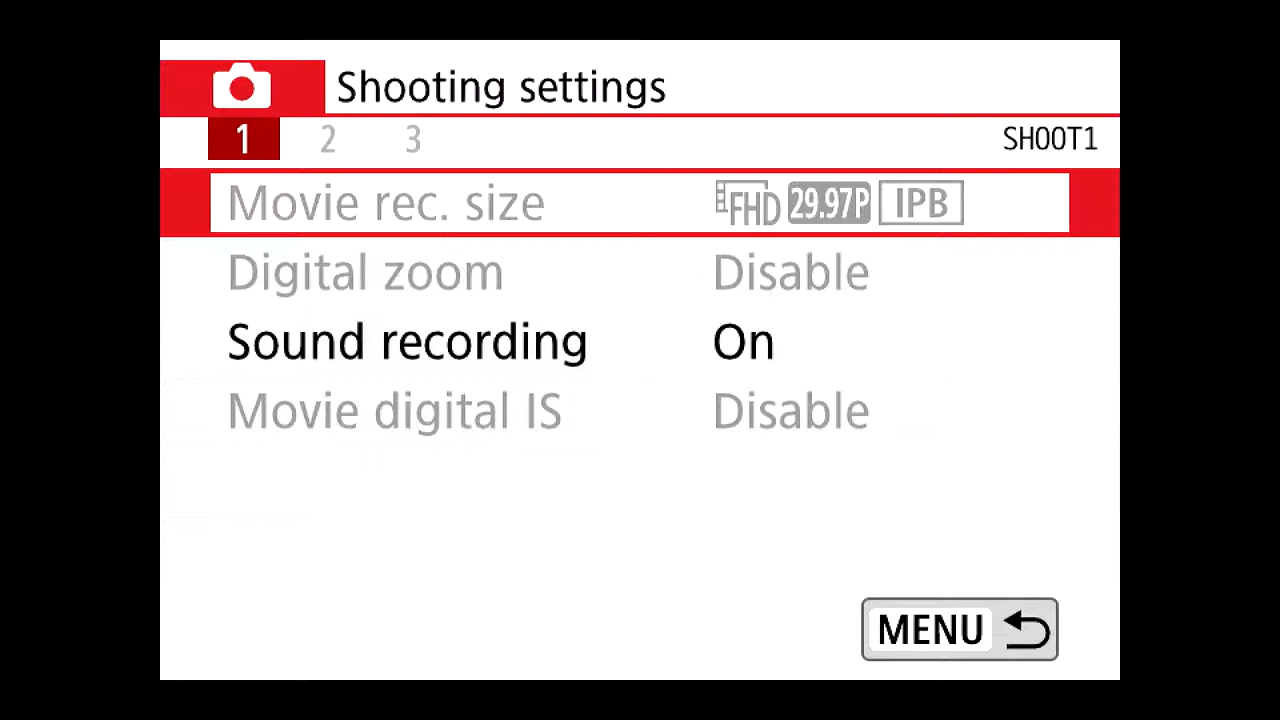 Shooting settings
1 2 3 SHOOT1
Movie rec. size FHD 29.97P IPB
Digital zoom Disable
Sound recording On
Movie digital IS Disable
MENU